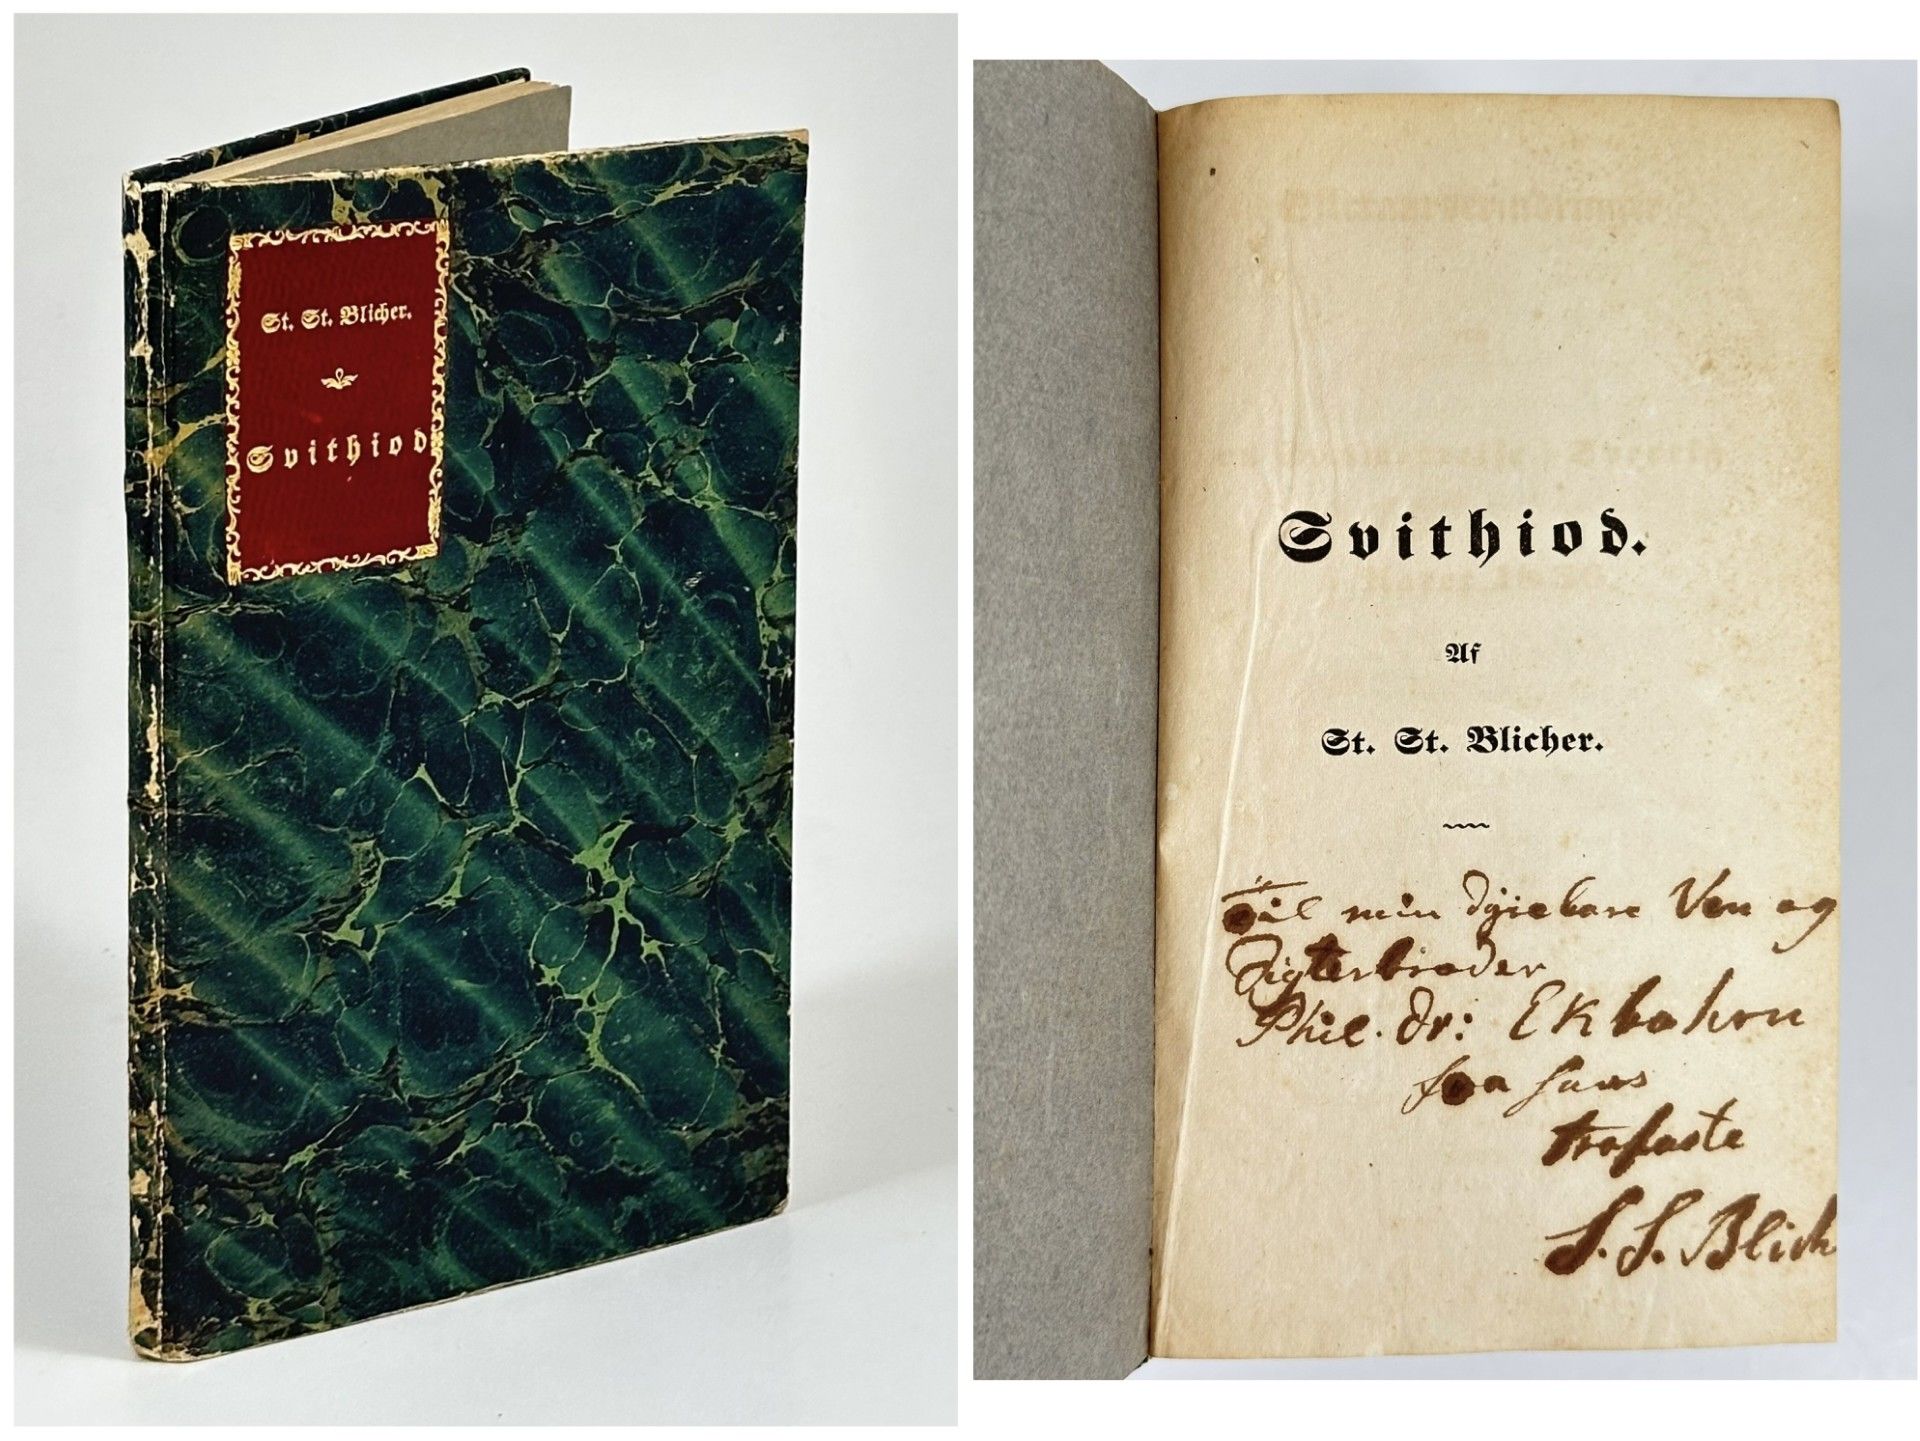 St. St. Blicher.
Svithiod
Svithiod.
Af
St. St. Blicher.
Til min dyrebare Ven og
Digterbroder
Phil. Dr: Ekbohrn
fra hans
trofaste
S. S. Blich